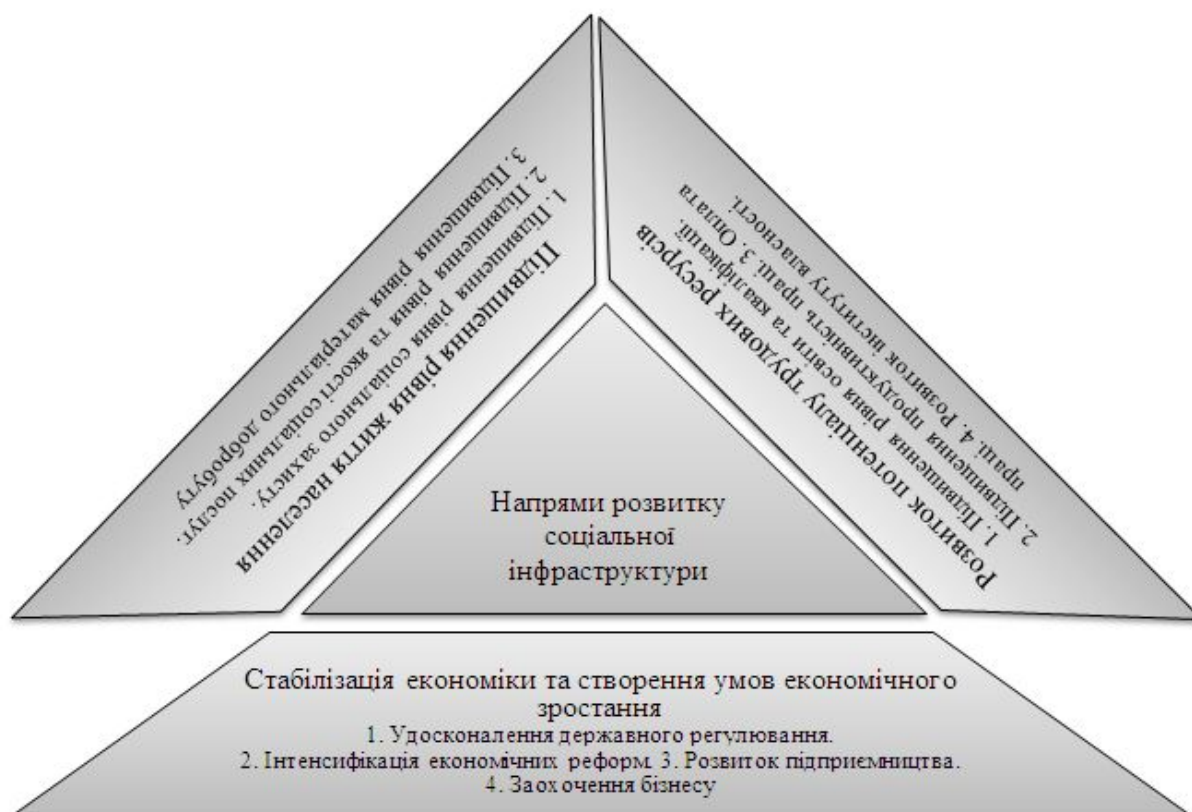 Підвищення рівня життя населення
1. Підвищення рівня соціального захисту.
2. Підвищення рівня та якості соціальних послуг.
3. Підвищення рівня матеріального добробуту
Розвиток потенціалу трудових ресурсів
1. Підвищення рівня освіти та кваліфікації.
2. Підвищення продуктивність праці. 3. Оплата
праці. 4. Розвиток інституту власності.
Напрями розвитку
соціальної
інфраструктури
Стабілізація економіки та створення умов економічного
зростання
1. Удосконалення державного регулювання.
2. Інтенсифікація економічних реформ. 3. Розвиток підприємництва.
4. Заохочення бізнесу